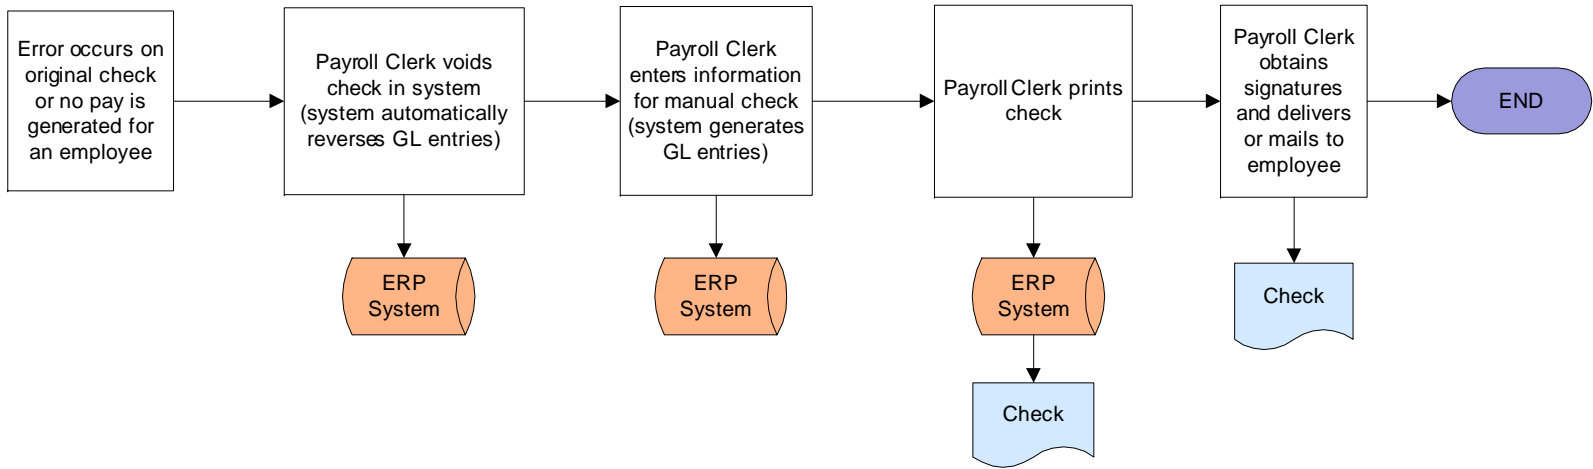 Error occurs on
original check
or no pay is
generated for
an employee
Payroll Clerk voids
check in system
(system automatically
reverses GL entries)
Payroll Clerk
enters information
for manual check
(system generates
GL entries)
Payroll Clerk prints
check
Payroll Clerk
obtains
signatures
and delivers
or mails to
employee
END
ERP
System
ERP
System
ERP
System
Check
Check